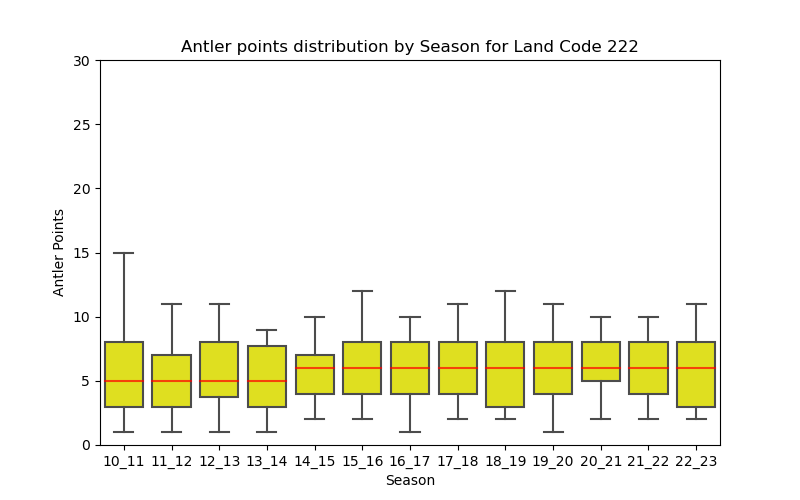 Antler points distribution by Season for Land Code 222
30
25
20
15
10
5
0
Antler Points
10_11 11_12 12_13 13_14 14_15 15_16 16_17 17_18 18_19 19_20 20_21 21_22 22_23
Season